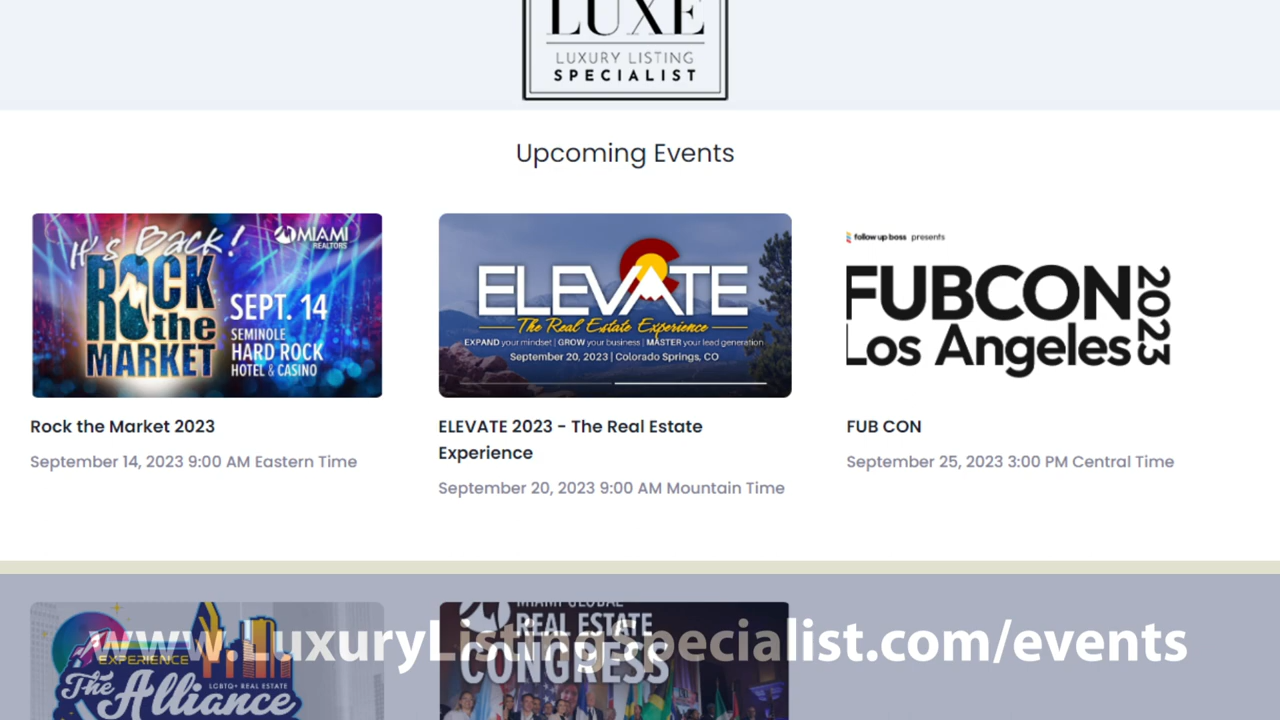 LUXE
LUXURY LISTING
SPECIALIST
Upcoming Events
It's Back!
MIAMI
REALTORS
ROCK
the
MARKET
SEPT. 14
SEMINOLE
HARD ROCK
HOTEL & CASINO
ELEVATE
The Real Estate Experience
EXPAND your mindset | GROW your business | MASTER your lead generation
September 20, 2023 | Colorado Springs, CO
follow up boss presents
FUBCON
Los Angeles
2023
Rock the Market 2023
September 14, 2023 9:00 AM Eastern Time
ELEVATE 2023 - The Real Estate
Experience
September 20, 2023 9:00 AM Mountain Time
FUB CON
September 25, 2023 3:00 PM Central Time
www.LuxuryListingSpecialist.com/events
EXPERIENCE
The Alliance
LGBTQ+ REAL ESTATE
MIAMI GLOBAL
REAL ESTATE
CONGRESS